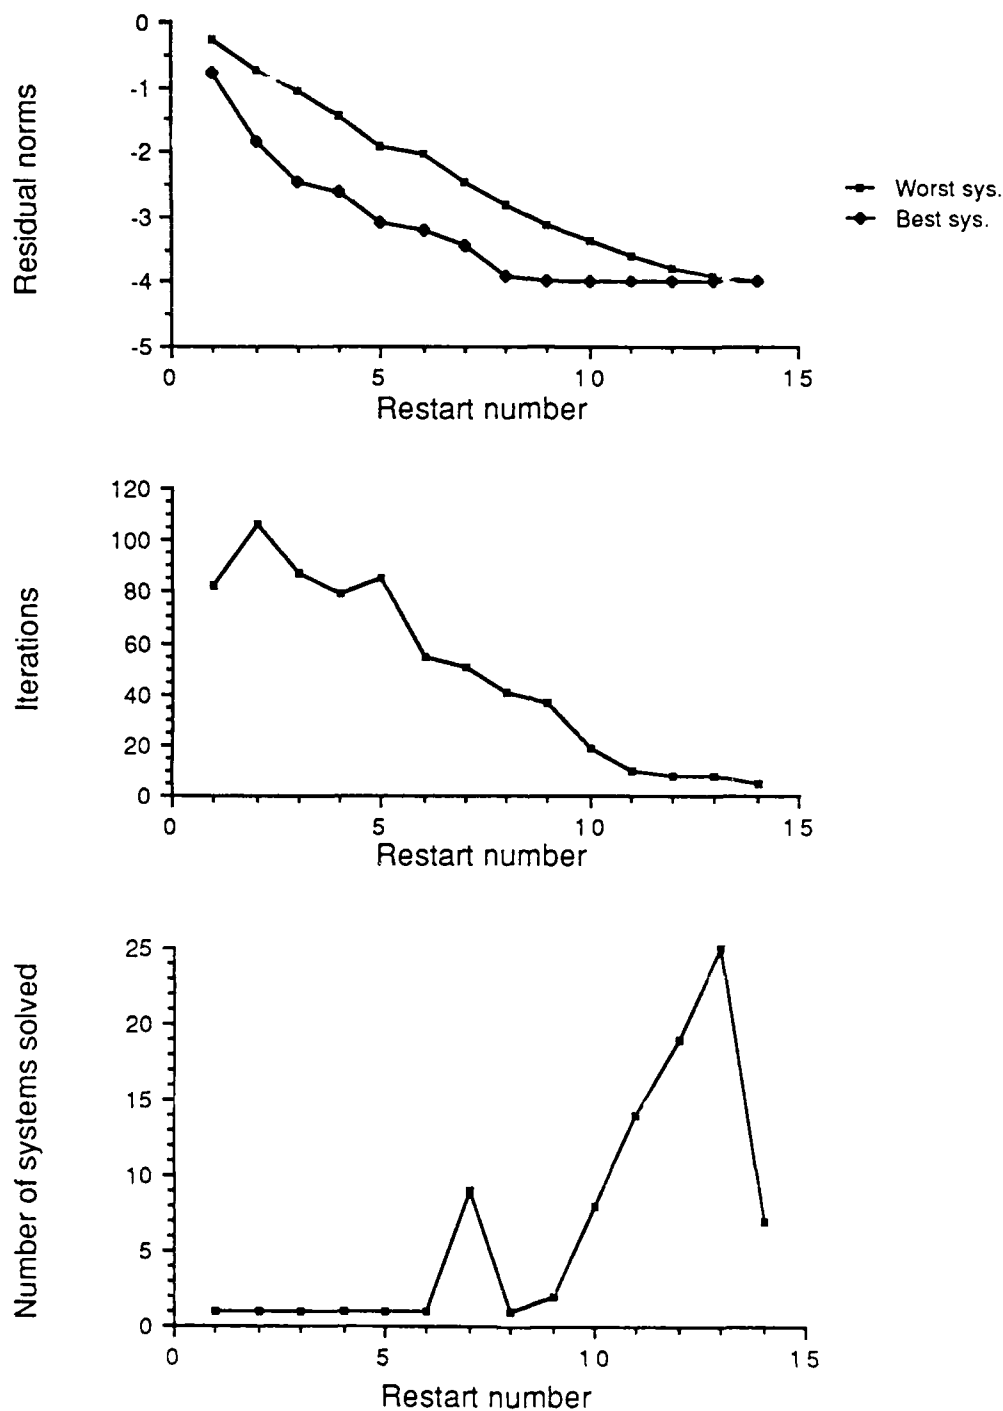 Residual norms
0
-1
-2
-3
-4
-5
0 5 10 15
Restart number
Worst sys.
Best sys.
Iterations
120
100
80
60
40
20
0
0 5 10 15
Restart number
Number of systems solved
25
20
15
10
5
0
0 5 10 15
Restart number